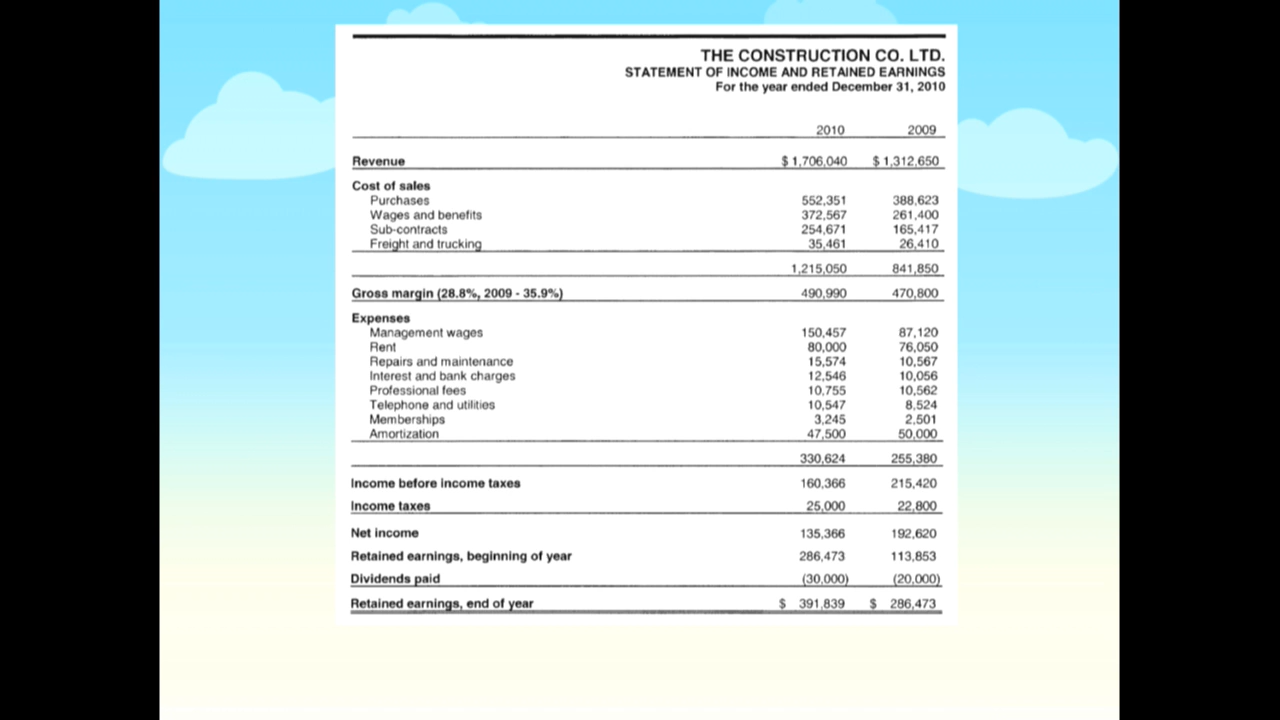 THE CONSTRUCTION CO. LTD.
STATEMENT OF INCOME AND RETAINED EARNINGS
For the year ended December 31, 2010
2010 2009
Revenue $ 1,706,040 $ 1,312,650
Cost of sales
Purchases 552,351 388,623
Wages and benefits 372,567 261,400
Sub-contracts 254,671 165,417
Freight and trucking 35,461 26,410
1,215,050 841,850
Gross margin (28.8%, 2009 - 35.9%) 490,990 470,800
Expenses
Management wages 150,457 87,120
Rent 80,000 76,050
Repairs and maintenance 15,574 10,567
Interest and bank charges 12,546 10,056
Professional fees 10,755 10,562
Telephone and utilities 10,547 8,524
Memberships 3,245 2,501
Amortization 47,500 50,000
330,624 255,380
Income before income taxes 160,366 215,420
Income taxes 25,000 22,800
Net income 135,366 192,620
Retained earnings, beginning of year 286,473 113,853
Dividends paid (30,000) (20,000)
Retained earnings, end of year $ 391,839 $ 286,473